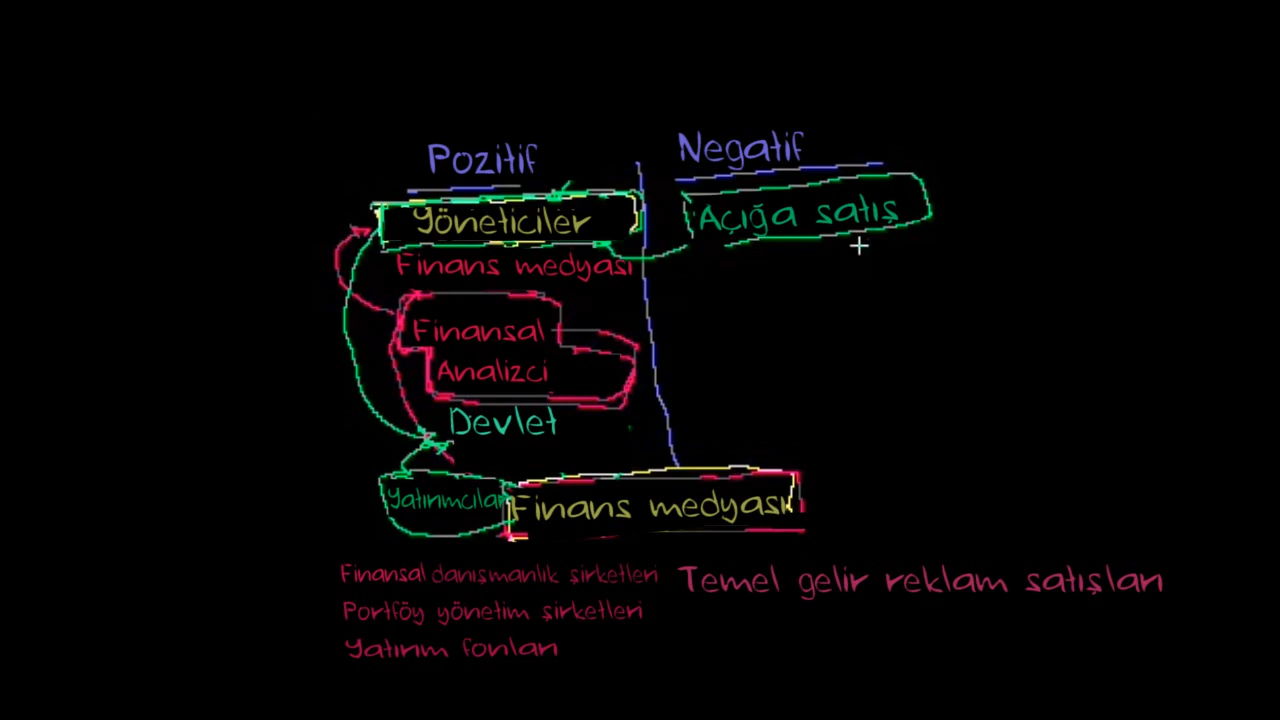 Pozitif
Negatif
Yöneticiler
Açığa satış
Finans medyası
Finansal
Analizci
Devlet
Yatırımcılar
Finans medyası
Finansal danışmanlık şirketleri
Temel gelir reklam satışları
Portföy yönetim şirketleri
Yatırım fonları